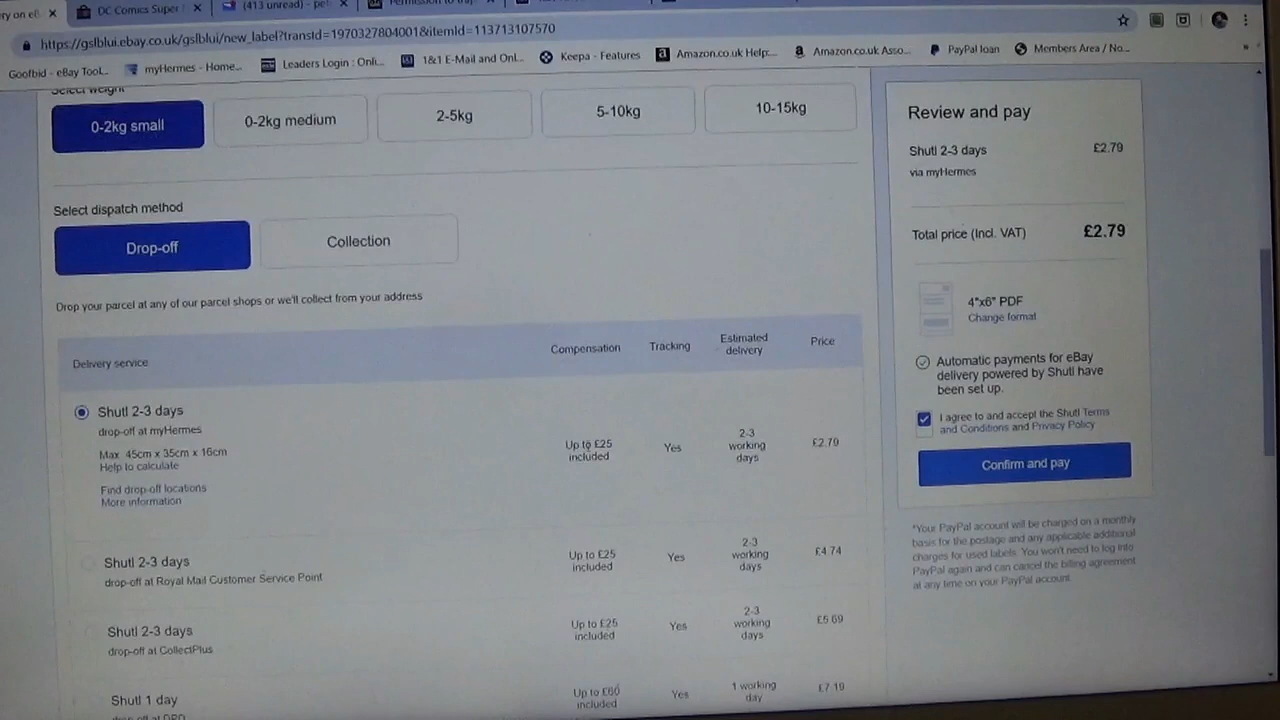 ry on eB
DC Comics Super
(413 unread) - pet
https://gslblui.ebay.co.uk/gslblui/new_label?transId=1970327804001&itemId=113713107570
Goofbid - eBay Tool...
myHermes - Home...
Leaders Login : Onli...
1&1 E-Mail and Onl...
Keepa - Features
Amazon.co.uk Help:...
Amazon.co.uk Asso...
PayPal loan
Members Area / No...
Select weight
0-2kg small
0-2kg medium
2-5kg
5-10kg
10-15kg
Select dispatch method
Drop-off
Collection
Drop your parcel at any of our parcel shops or we'll collect from your address
Delivery service
Compensation
Tracking
Estimated
delivery
Price
Shutl 2-3 days
drop-off at myHermes
Max 45cm x 35cm x 16cm
Help to calculate
Find drop-off locations
More information
Up to £25
included
Yes
2-3
working
days
£2.79
Shutl 2-3 days
drop-off at Royal Mail Customer Service Point
Up to £25
included
Yes
2-3
working
days
£4.74
Shutl 2-3 days
drop-off at CollectPlus
Up to £25
included
Yes
2-3
working
days
£5.69
Shutl 1 day
drop-off at DPD
Up to £60
included
Yes
1 working
day
£7.19
Review and pay
Shutl 2-3 days
£2.79
via myHermes
Total price (Incl. VAT)
£2.79
4"x6" PDF
Change format
Automatic payments for eBay
delivery powered by Shutl have
been set up.
I agree to and accept the Shutl Terms
and Conditions and Privacy Policy
Confirm and pay
*Your PayPal account will be charged on a monthly
basis for the postage and any applicable additional
charges for used labels. You won't need to log into
PayPal again and can cancel the billing agreement
at any time on your PayPal account.